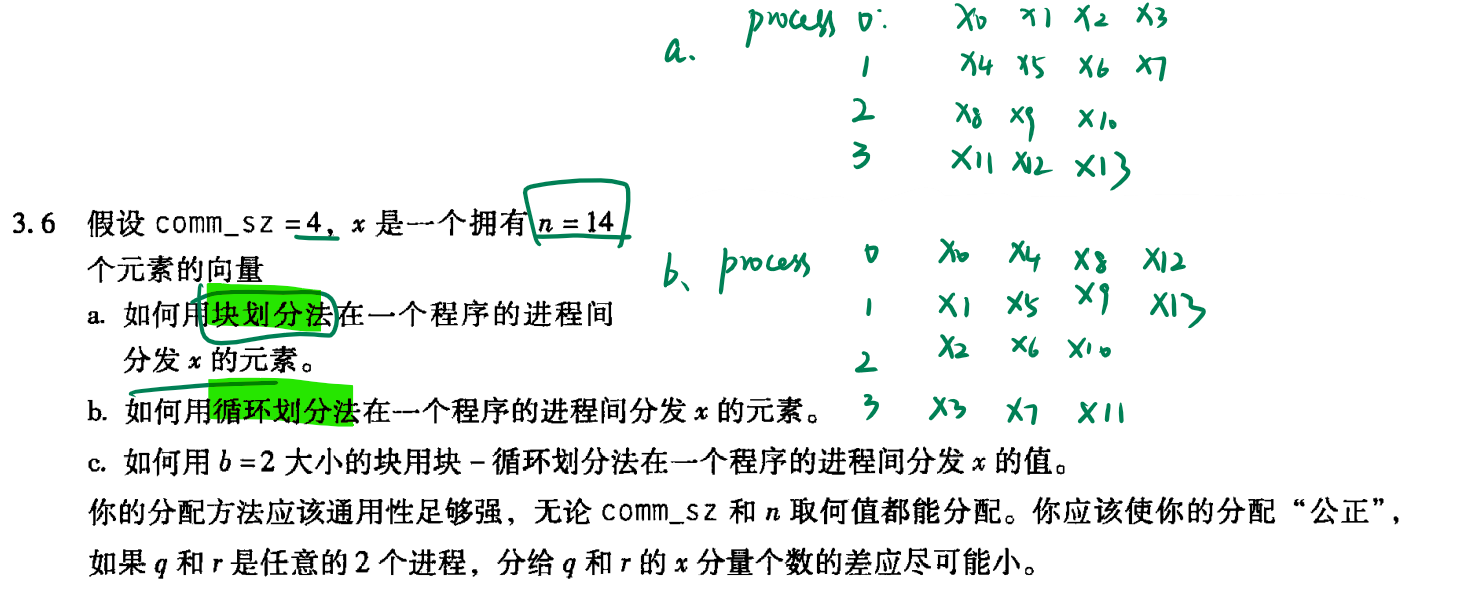 a. process 0: x0 x1 x2 x3
1 x4 x5 x6 x7
2 x8 x9 x10
3 x11 x12 x13
3.6 假设 comm_sz = 4, x 是一个拥有 n = 14
个元素的向量
a. 如何用块划分法在一个程序的进程间
分发 x 的元素。
b. 如何用循环划分法在一个程序的进程间分发 x 的元素。
c. 如何用 b = 2 大小的块用块-循环划分法在一个程序的进程间分发 x 的值。
你的分配方法应该通用性足够强，无论 comm_sz 和 n 取何值都能分配。你应该使你的分配“公正”，
如果 q 和 r 是任意的 2 个进程，分给 q 和 r 的 x 分量个数的差应尽可能小。
b、process 0 x0 x4 x8 x12
1 x1 x5 x9 x13
2 x2 x6 x10
3 x3 x7 x11